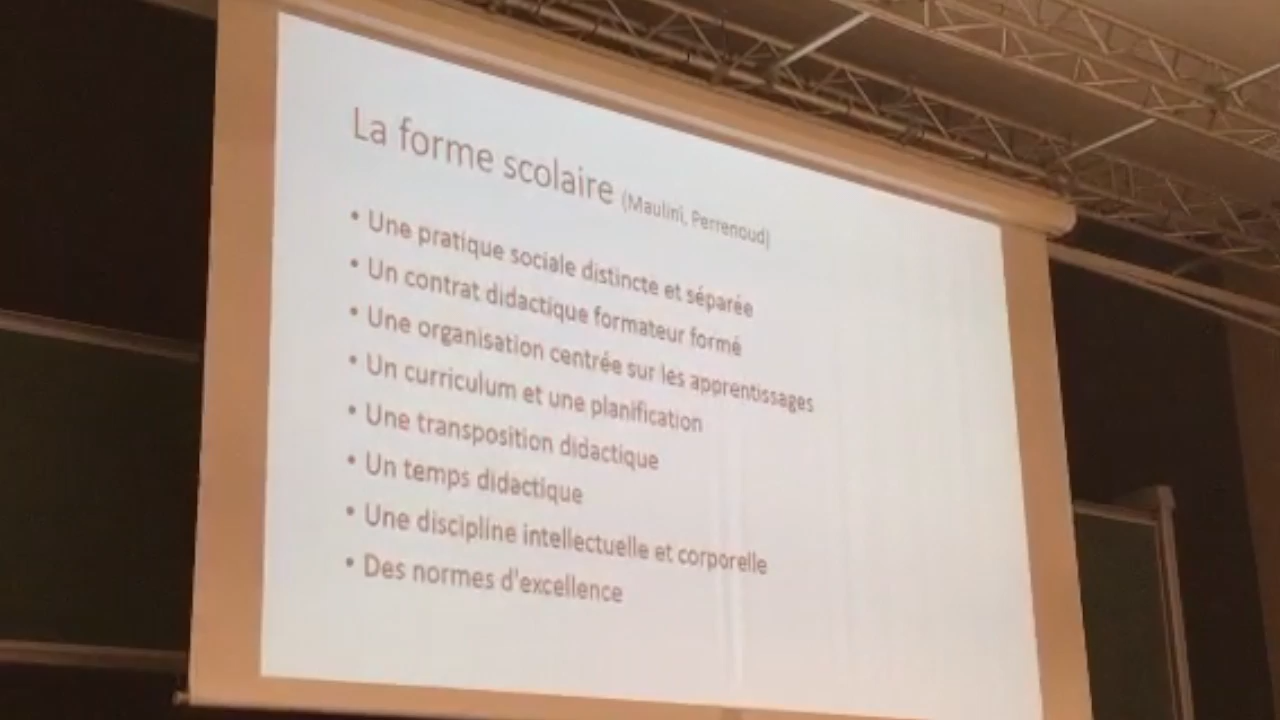 La forme scolaire (Maulini, Perrenoud)
• Une pratique sociale distincte et séparée
• Un contrat didactique formateur formé
• Une organisation centrée sur les apprentissages
• Un curriculum et une planification
• Une transposition didactique
• Un temps didactique
• Une discipline intellectuelle et corporelle
• Des normes d'excellence